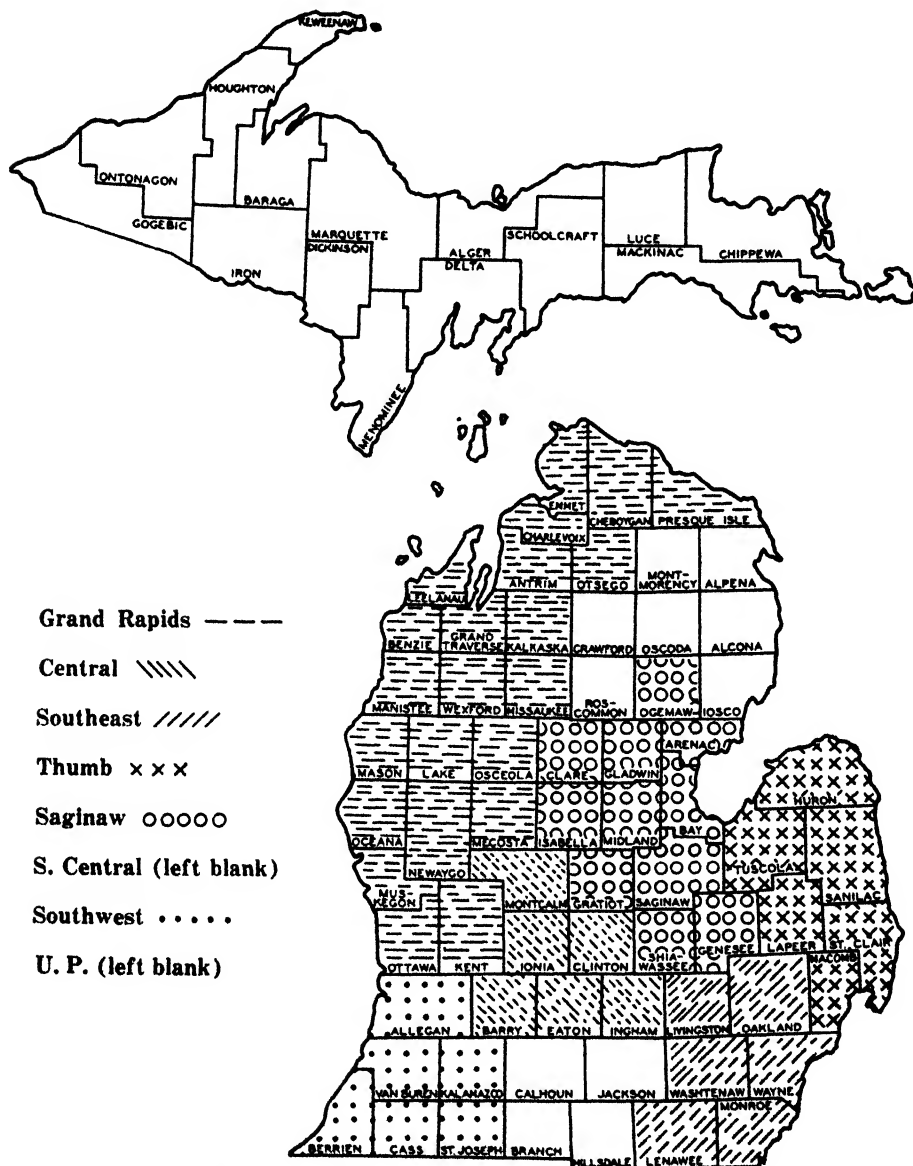 KEWEENAW
HOUGHTON
ONTONAGON
BARAGA
GOGEBIC
MARQUETTE
DICKINSON
IRON
ALGER
DELTA
SCHOOLCRAFT
LUCE
MACKINAC
CHIPPEWA
MENOMINEE
EMMET
CHEBOYGAN
PRESQUE ISLE
CHARLEVOIX
ANTRIM
OTSEGO
MONT-
MORENCY
ALPENA
LEELANAU
BENZIE
GRAND
TRAVERSE
KALKASKA
CRAWFORD
OSCODA
ALCONA
MANISTEE
WEXFORD
MISSAUKEE
ROS-
COMMON
OGEMAW
IOSCO
ARENAC
MASON
LAKE
OSCEOLA
CLARE
GLADWIN
HURON
OCEANA
NEWAYGO
MECOSTA
ISABELLA
MIDLAND
BAY
TUSCOLA
SANILAC
MUS-
KEGON
MONTCALM
GRATIOT
SAGINAW
OTTAWA
KENT
IONIA
CLINTON
SHIA-
WASSEE
GENESEE
LAPEER
ST. CLAIR
MACOMB
ALLEGAN
BARRY
EATON
INGHAM
LIVINGSTON
OAKLAND
VAN BUREN
KALAMAZOO
CALHOUN
JACKSON
WASHTENAW
WAYNE
MONROE
BERRIEN
CASS
ST. JOSEPH
BRANCH
HILLSDALE
LENAWEE
Grand Rapids
Central
Southeast
Thumb
Saginaw
S. Central (left blank)
Southwest
U. P. (left blank)